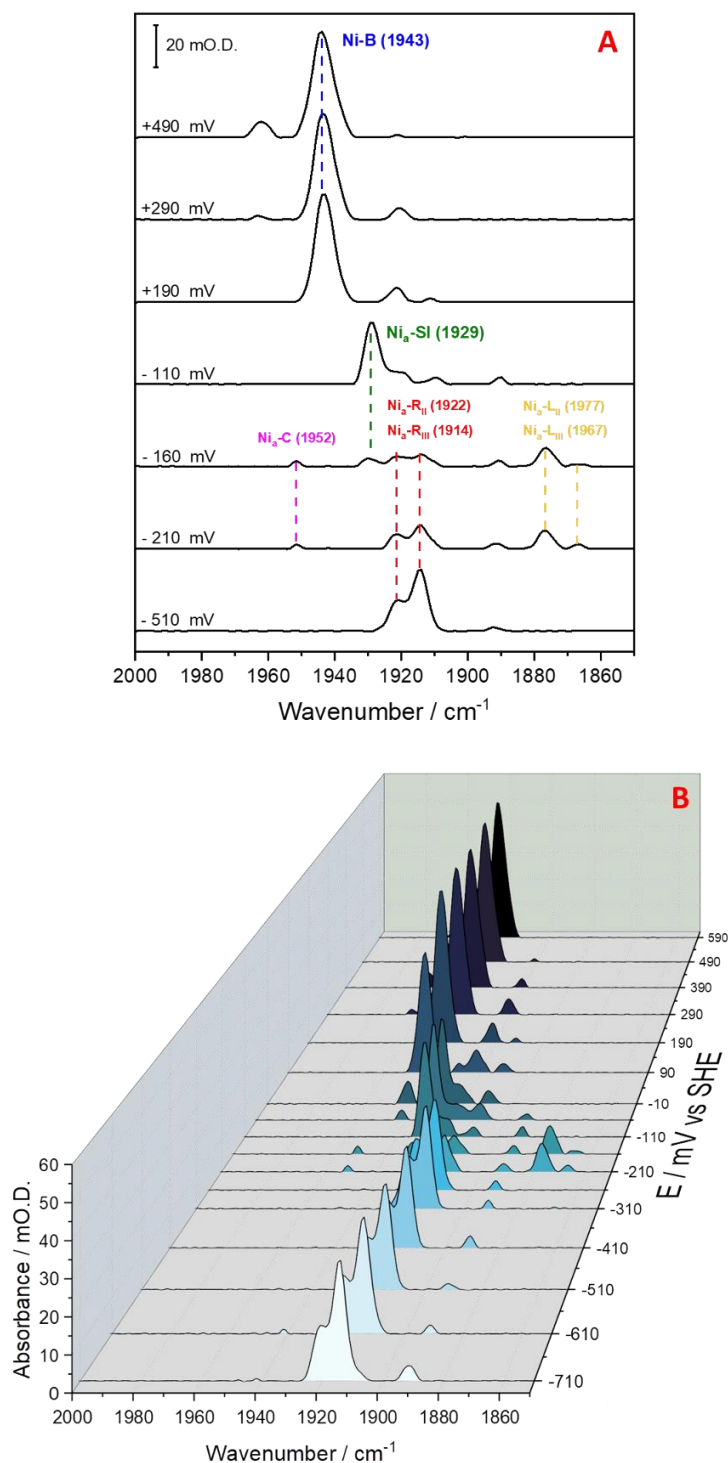 A
20 mO.D.
Ni-B (1943)
+490 mV
+290 mV
+190 mV
Niₐ-SI (1929)
- 110 mV
Niₐ-R_II (1922)
Niₐ-L_II (1977)
Niₐ-C (1952)
Niₐ-R_III (1914)
Niₐ-L_III (1967)
- 160 mV
- 210 mV
- 510 mV
2000 1980 1960 1940 1920 1900 1880 1860
Wavenumber / cm⁻¹
B
590
490
390
290
190
90
-10
-110
-210
-310
-410
-510
-610
-710
E / mV vs SHE
60
50
40
30
20
10
0
Absorbance / mO.D.
2000 1980 1960 1940 1920 1900 1880 1860
Wavenumber / cm⁻¹